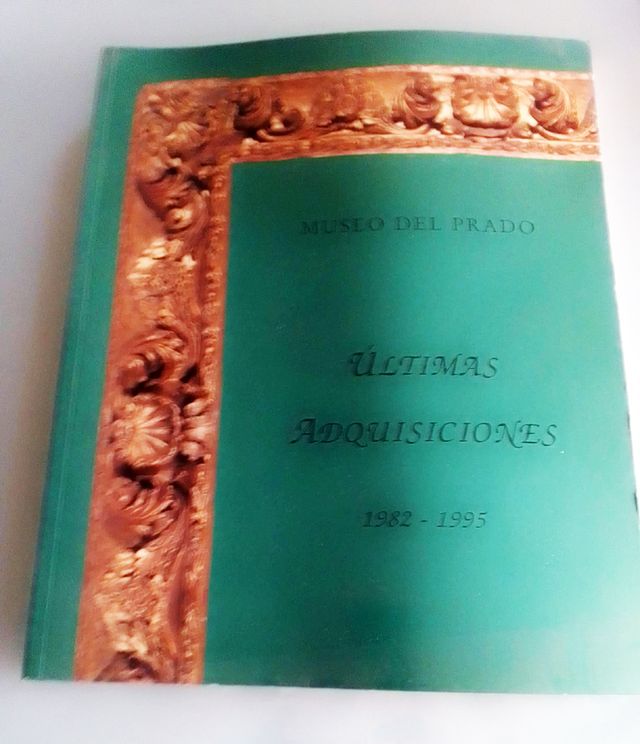 MUSEO DEL PRADO
ÚLTIMAS
ADQUISICIONES
1982 - 1995